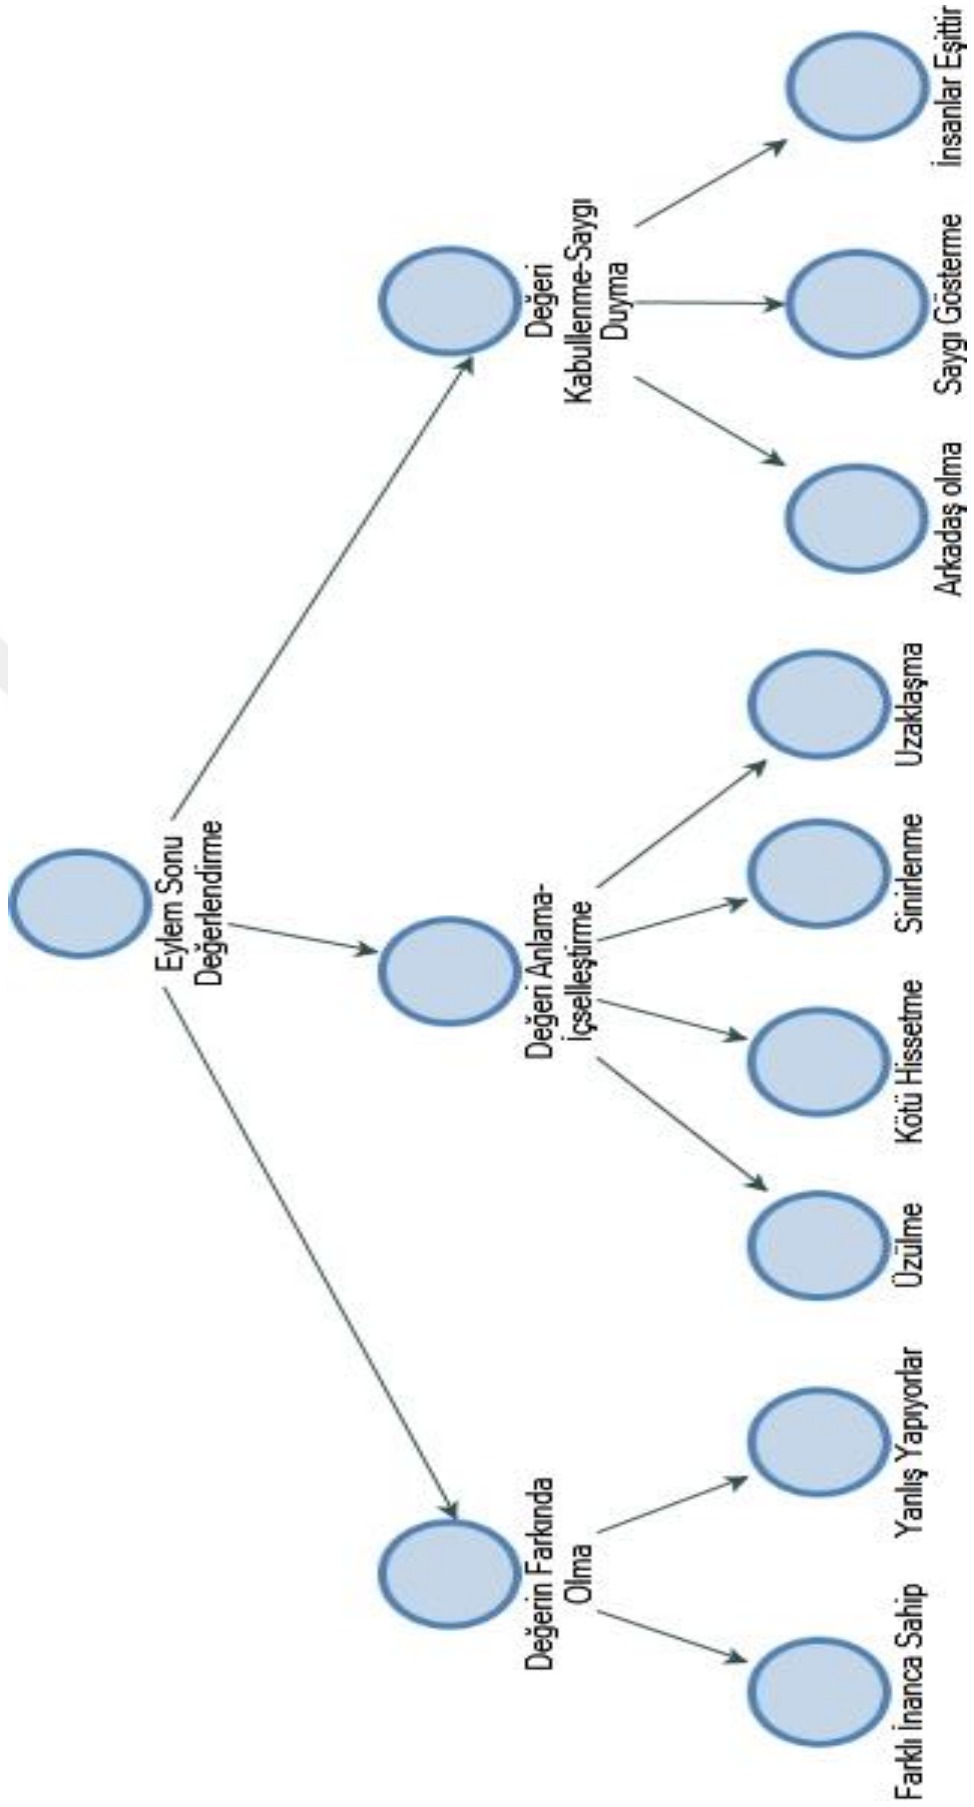 Eylem Sonu
Değerlendirme
Değerin Farkında
Olma
Değeri Anlama-
İçselleştirme
Değeri
Kabullenme-Saygı
Duyma
Farklı İnanca Sahip
Yanlış Yapıyorlar
Üzülme
Kötü Hissetme
Sinirlenme
Uzaklaşma
Arkadaş olma
Saygı Gösterme
İnsanlar Eşittir